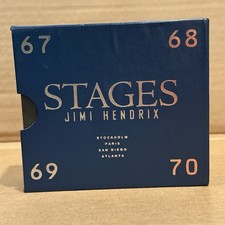 67 68
STAGES
JIMI HENDRIX
STOCKHOLM
PARIS
SAN DIEGO
ATLANTA
69 70